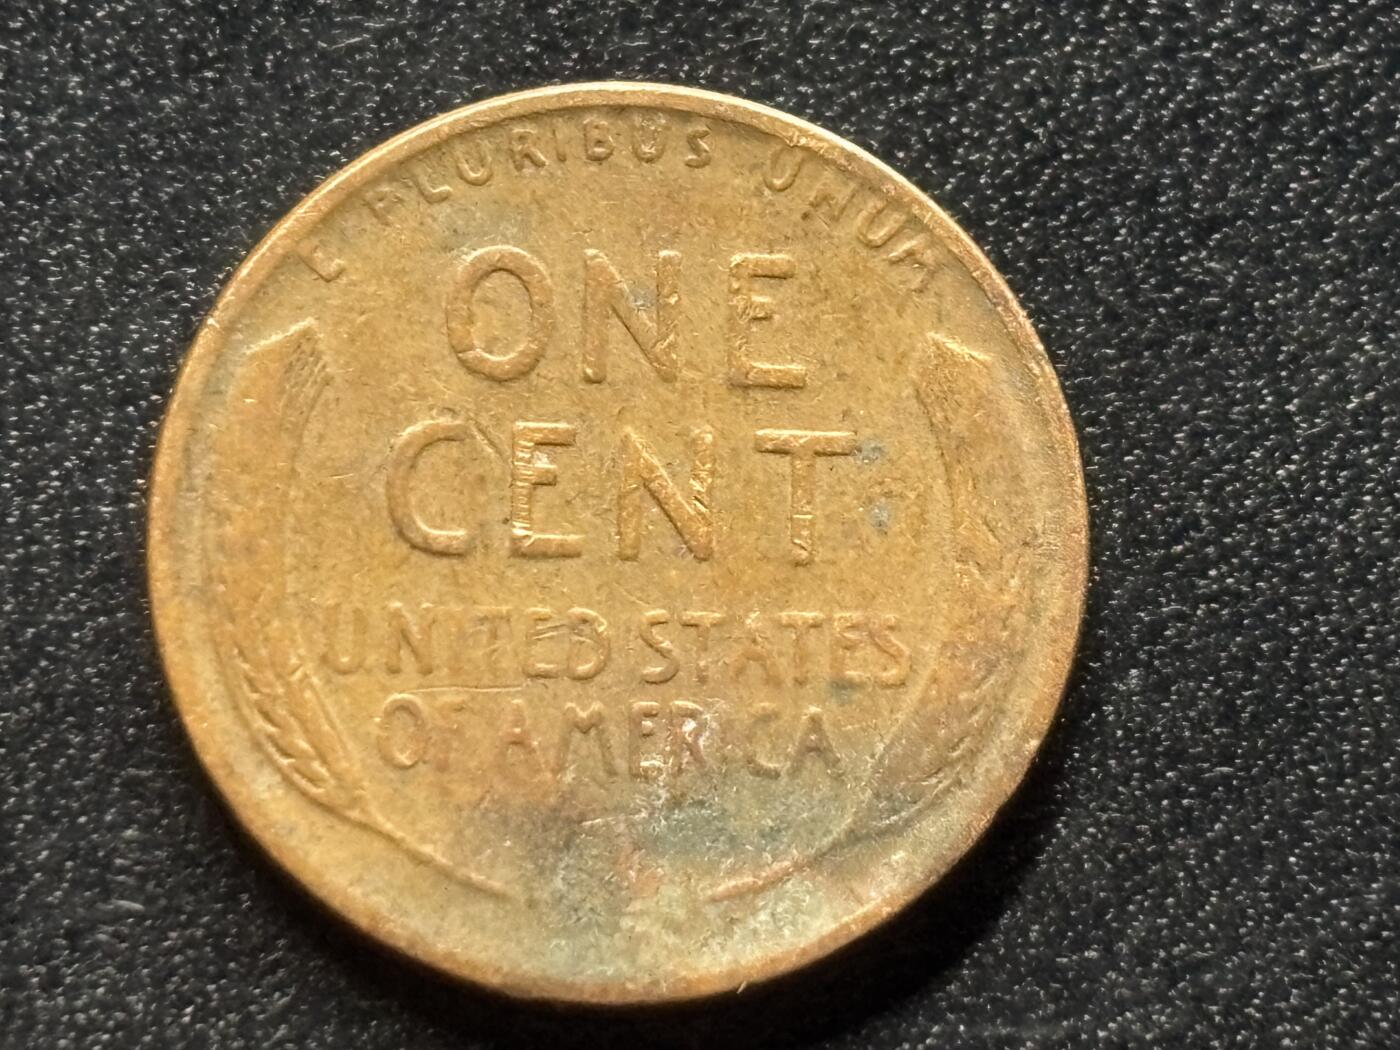 E PLURIBUS UNUM
ONE
CENT
UNITED STATES
OF AMERICA